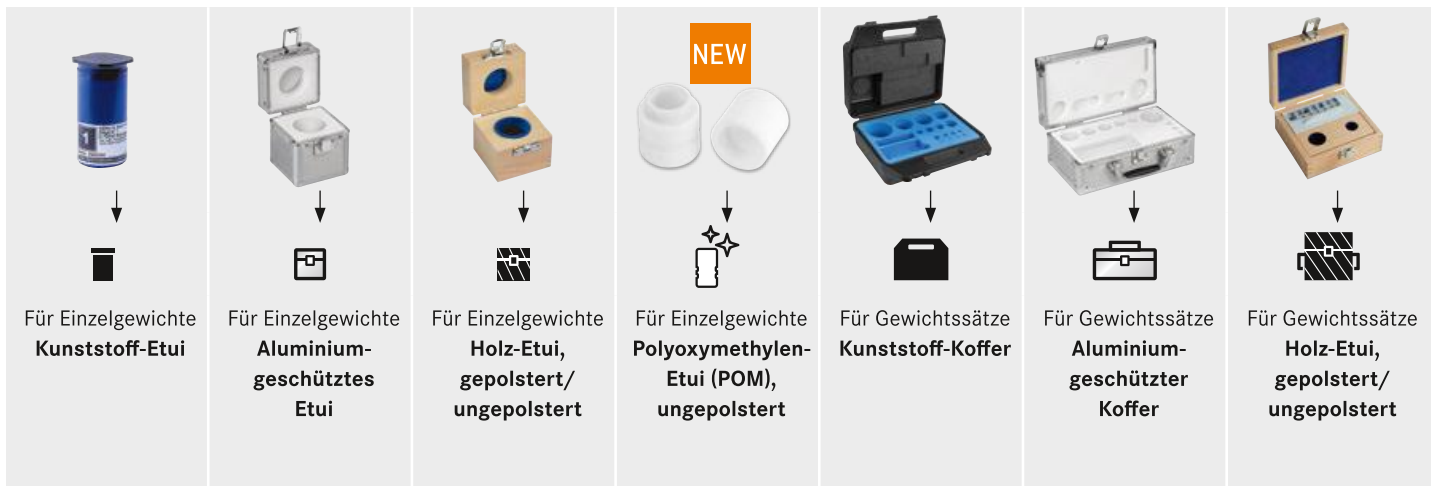 NEW
1
Für Einzelgewichte
Kunststoff-Etui
Für Einzelgewichte
Aluminium-
geschütztes
Etui
Für Einzelgewichte
Holz-Etui,
gepolstert/
ungepolstert
Für Einzelgewichte
Polyoxymethylen-
Etui (POM),
ungepolstert
Für Gewichtssätze
Kunststoff-Koffer
Für Gewichtssätze
Aluminium-
geschützter
Koffer
Für Gewichtssätze
Holz-Etui,
gepolstert/
ungepolstert